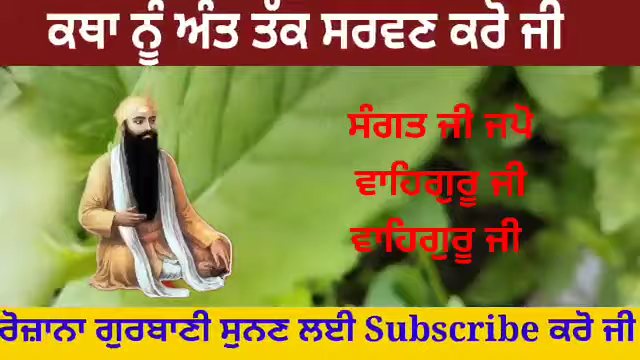 ਕਥਾ ਨੂੰ ਅੰਤ ਤੱਕ ਸਰਵਣ ਕਰੋ ਜੀ
ਸੰਗਤ ਜੀ ਜਪੋ
ਵਾਹਿਗੁਰੂ ਜੀ
ਵਾਹਿਗੁਰੂ ਜੀ
ਰੋਜ਼ਾਨਾ ਗੁਰਬਾਣੀ ਸੁਨਣ ਲਈ Subscribe ਕਰੋ ਜੀ